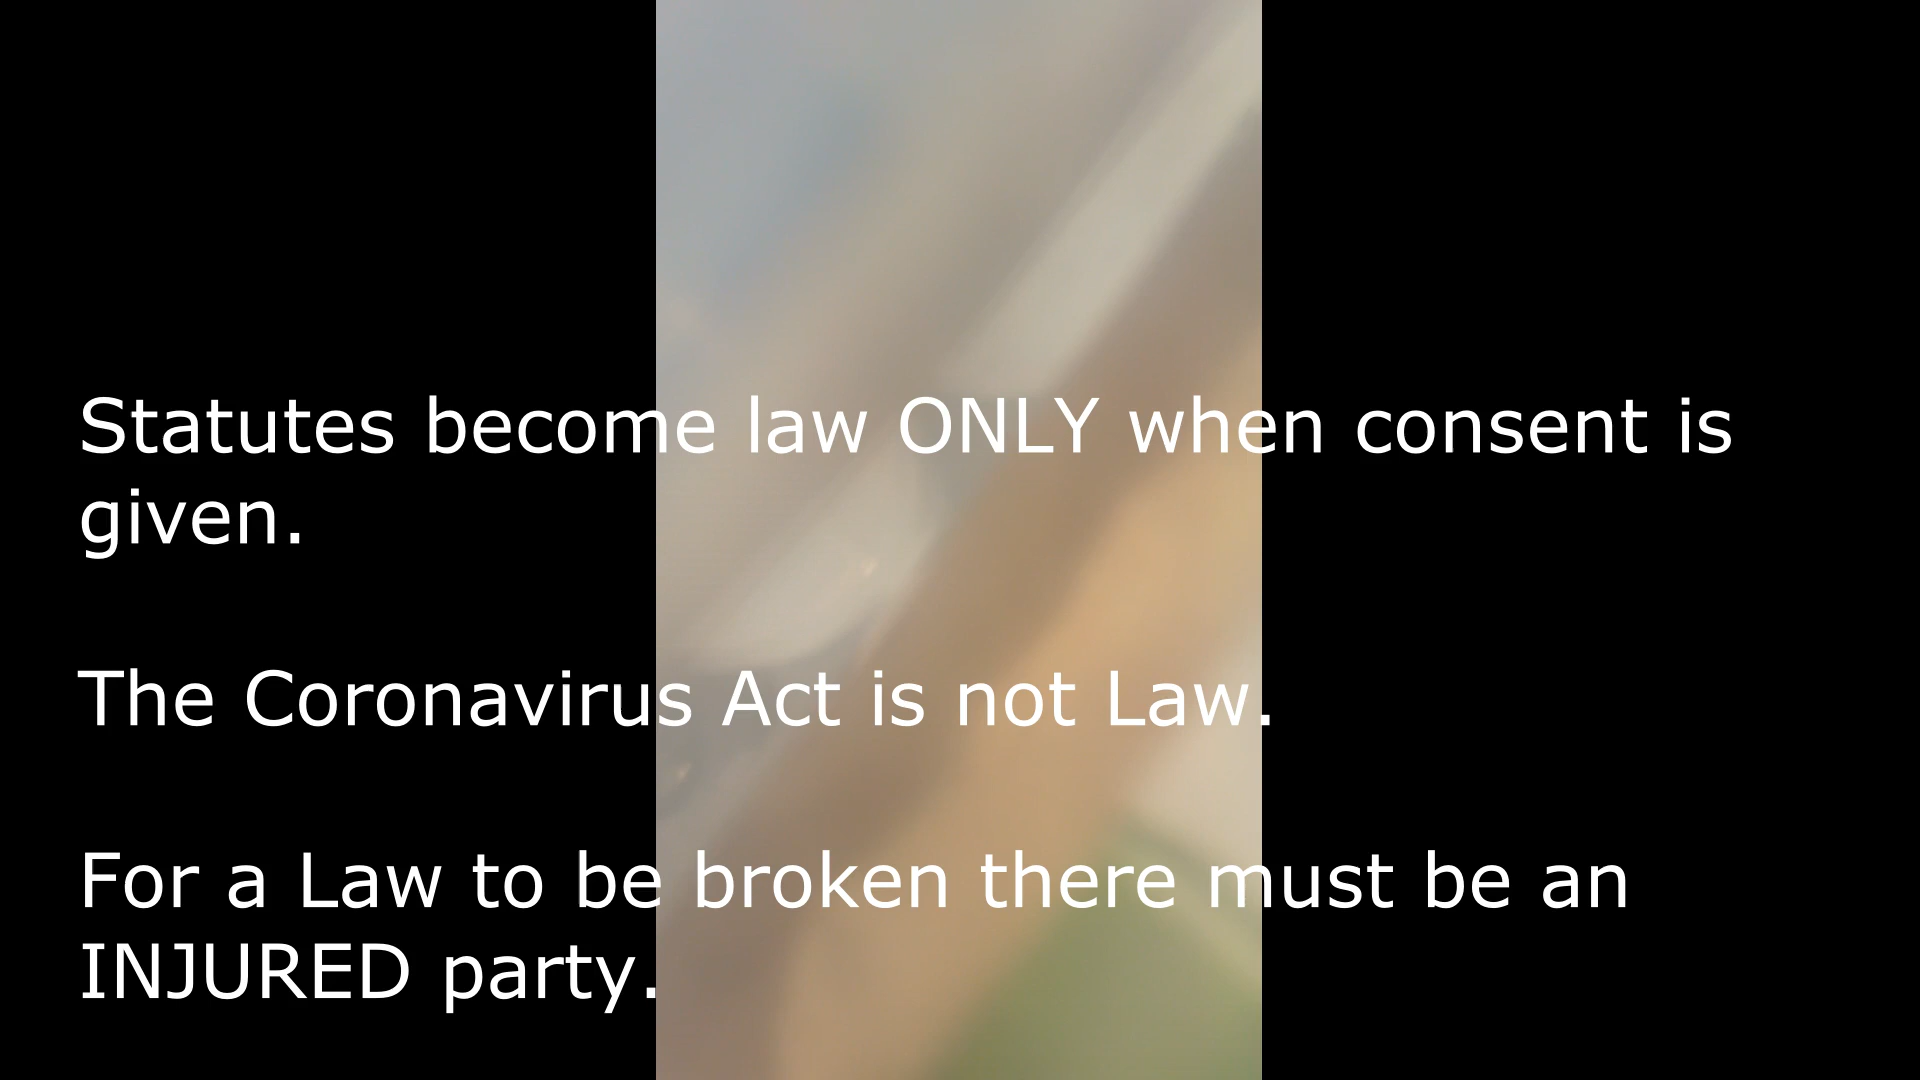 Statutes become law ONLY when consent is
given.
The Coronavirus Act is not Law.
For a Law to be broken there must be an
INJURED party.